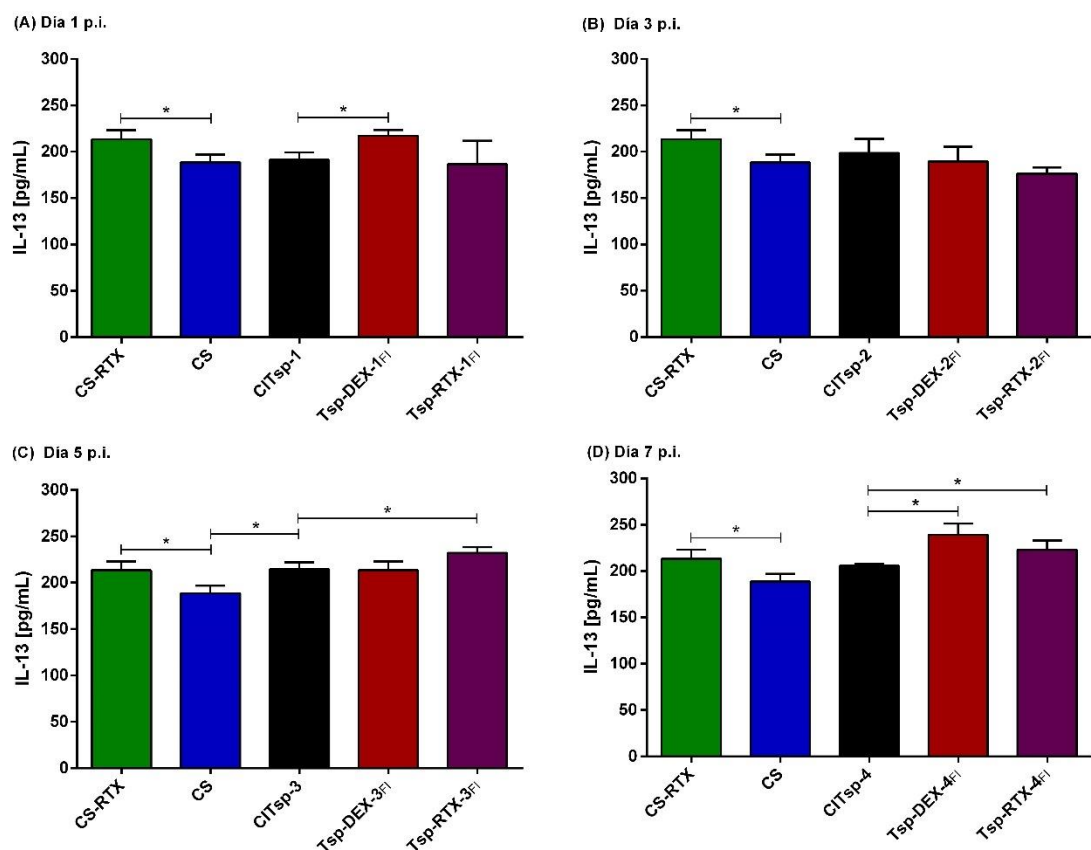 (A) Día 1 p.i.
IL-13 [pg/mL]
300
250
200
150
100
50
0
*
*
CS-RTX
CS
CITsp-1
Tsp-DEX-1FI
Tsp-RTX-1FI
(B) Día 3 p.i.
IL-13 [pg/mL]
300
250
200
150
100
50
0
*
CS-RTX
CS
CITsp-2
Tsp-DEX-2FI
Tsp-RTX-2FI
(C) Día 5 p.i.
IL-13 [pg/mL]
300
250
200
150
100
50
0
*
*
*
CS-RTX
CS
CITsp-3
Tsp-DEX-3FI
Tsp-RTX-3FI
(D) Día 7 p.i.
IL-13 [pg/mL]
300
250
200
150
100
50
0
*
*
*
CS-RTX
CS
CITsp-4
Tsp-DEX-4FI
Tsp-RTX-4FI